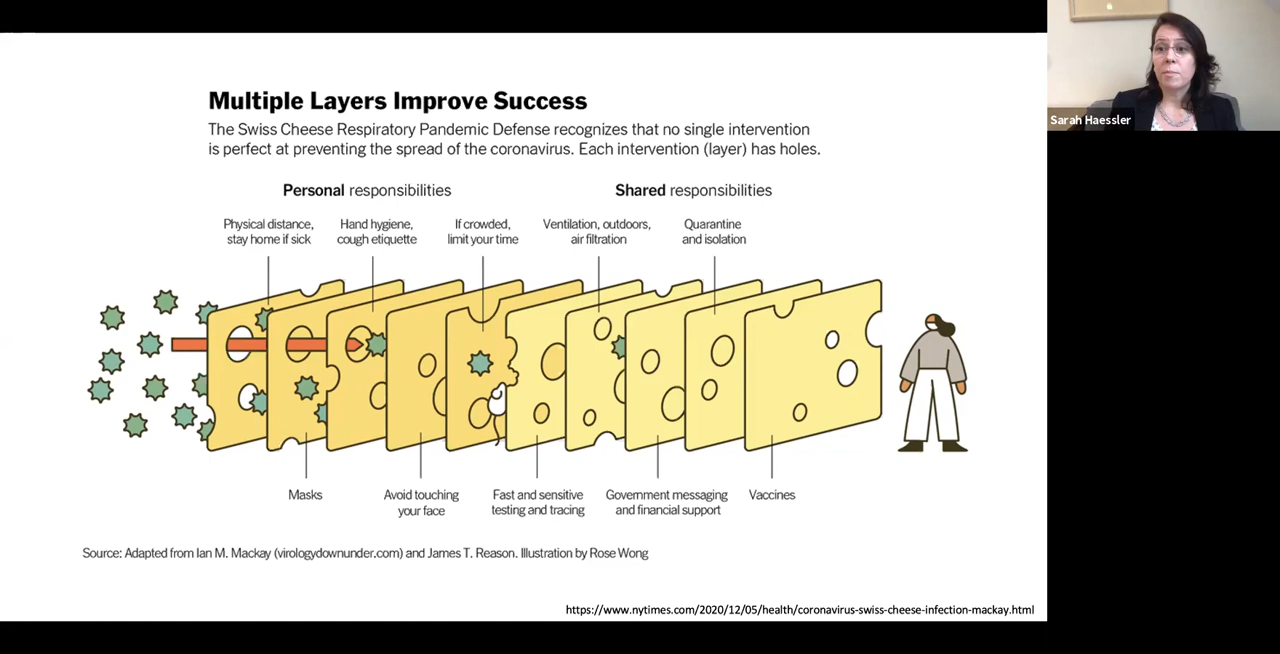 Multiple Layers Improve Success
The Swiss Cheese Respiratory Pandemic Defense recognizes that no single intervention
is perfect at preventing the spread of the coronavirus. Each intervention (layer) has holes.
Personal responsibilities
Shared responsibilities
Physical distance,
stay home if sick
Hand hygiene,
cough etiquette
If crowded,
limit your time
Ventilation, outdoors,
air filtration
Quarantine
and isolation
Masks
Avoid touching
your face
Fast and sensitive
testing and tracing
Government messaging
and financial support
Vaccines
Source: Adapted from Ian M. Mackay (virologydownunder.com) and James T. Reason. Illustration by Rose Wong
https://www.nytimes.com/2020/12/05/health/coronavirus-swiss-cheese-infection-mackay.html
Sarah Haessler